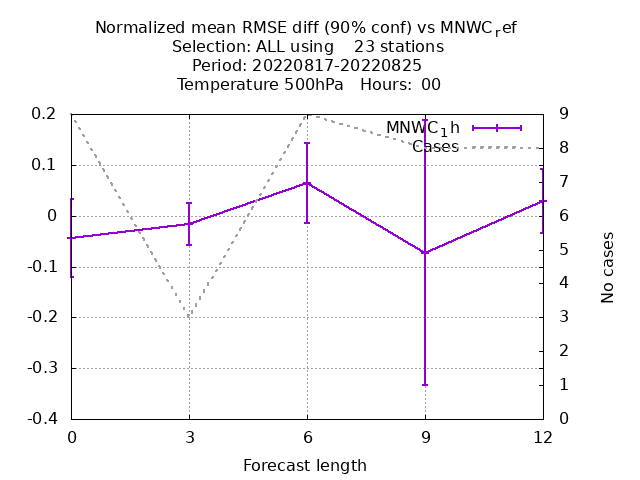 Normalized mean RMSE diff (90% conf) vs MNWC_ref
Selection: ALL using 23 stations
Period: 20220817-20220825
Temperature 500hPa Hours: 00
MNWC_1h
Cases
0.2
0.1
0
-0.1
-0.2
-0.3
-0.4
9
8
7
6
5
4
3
2
1
0
No cases
0 3 6 9 12
Forecast length